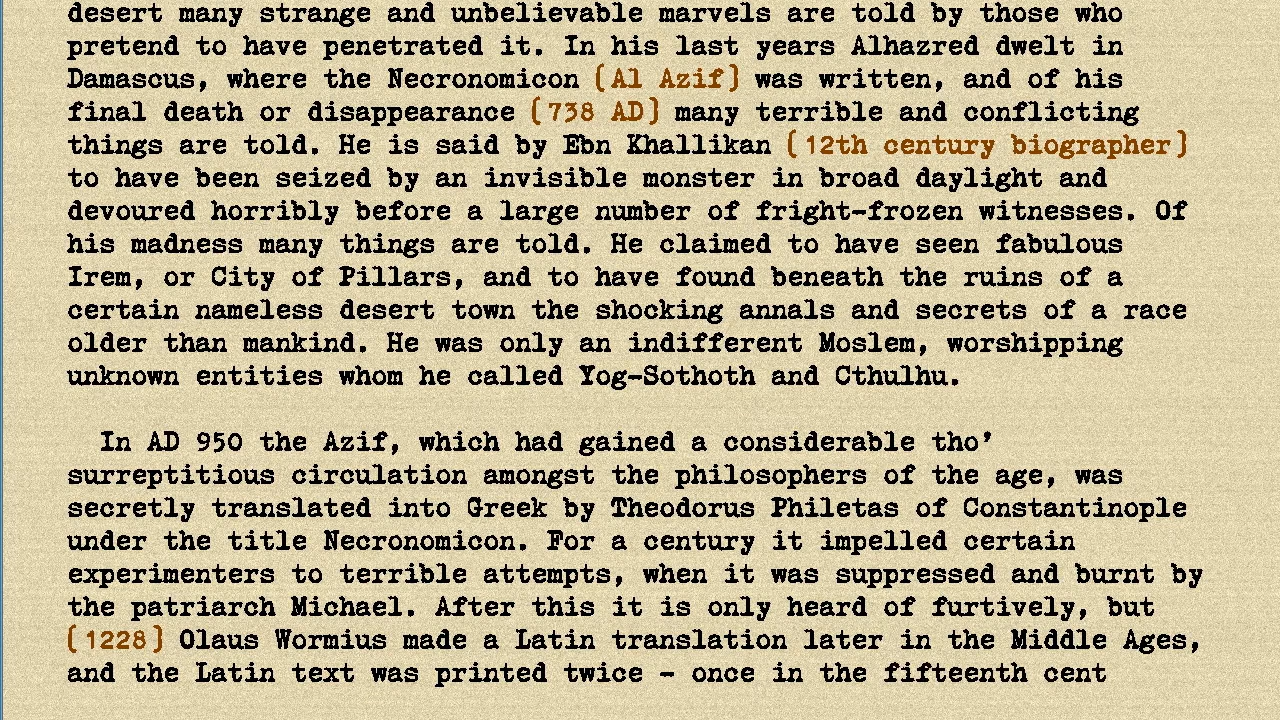 desert many strange and unbelievable marvels are told by those who
pretend to have penetrated it. In his last years Alhazred dwelt in
Damascus, where the Necronomicon (Al Azif) was written, and of his
final death or disappearance (738 AD) many terrible and conflicting
things are told. He is said by Ebn Khallikan (12th century biographer)
to have been seized by an invisible monster in broad daylight and
devoured horribly before a large number of fright-frozen witnesses. Of
his madness many things are told. He claimed to have seen fabulous
Irem, or City of Pillars, and to have found beneath the ruins of a
certain nameless desert town the shocking annals and secrets of a race
older than mankind. He was only an indifferent Moslem, worshipping
unknown entities whom he called Yog-Sothoth and Cthulhu.
In AD 950 the Azif, which had gained a considerable tho'
surreptitious circulation amongst the philosophers of the age, was
secretly translated into Greek by Theodorus Philetas of Constantinople
under the title Necronomicon. For a century it impelled certain
experimenters to terrible attempts, when it was suppressed and burnt by
the patriarch Michael. After this it is only heard of furtively, but
(1228) Olaus Wormius made a Latin translation later in the Middle Ages,
and the Latin text was printed twice - once in the fifteenth cent